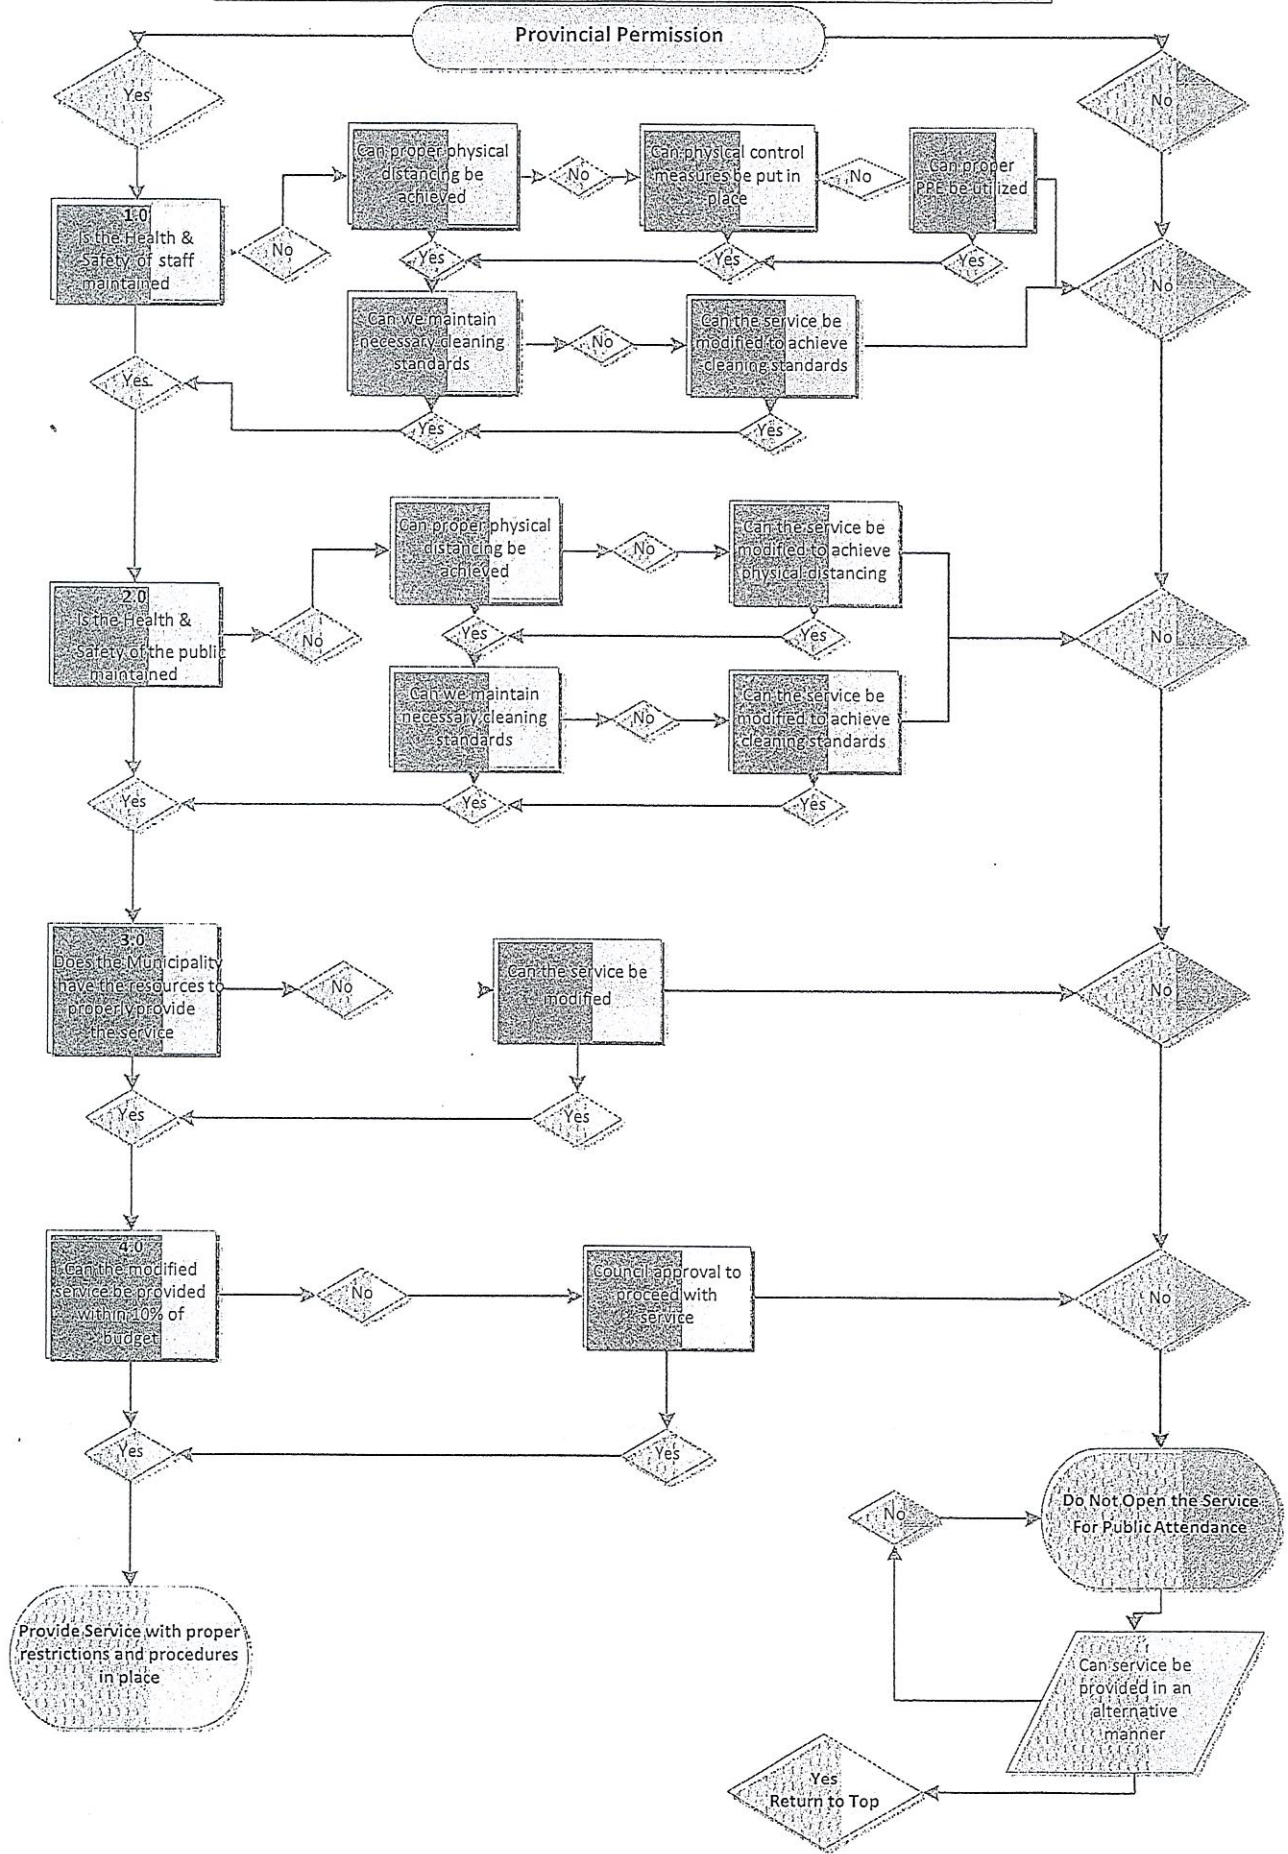 Provincial Permission
Yes
No
Can proper physical
distancing be
achieved
No
Can physical control
measures be put in
place
No
Can proper
PPE be utilized
1.0
Is the Health &
Safety of staff
maintained
No
Yes
Yes
Yes
No
Can we maintain
necessary cleaning
standards
No
Can the service be
modified to achieve
cleaning standards
Yes
Yes
Yes
Can proper physical
distancing be
achieved
No
Can the service be
modified to achieve
physical distancing
2.0
Is the Health &
Safety of the public
maintained
No
Yes
Yes
No
Can we maintain
necessary cleaning
standards
No
Can the service be
modified to achieve
cleaning standards
Yes
Yes
Yes
3.0
Does the Municipality
have the resources to
properly provide
the service
No
Can the service be
modified
No
Yes
Yes
4.0
Can the modified
service be provided
within 10% of
budget
No
Council approval to
proceed with
service
No
Yes
Yes
No
Do Not Open the Service
For Public Attendance
Provide Service with proper
restrictions and procedures
in place
Can service be
provided in an
alternative
manner
Yes
Return to Top